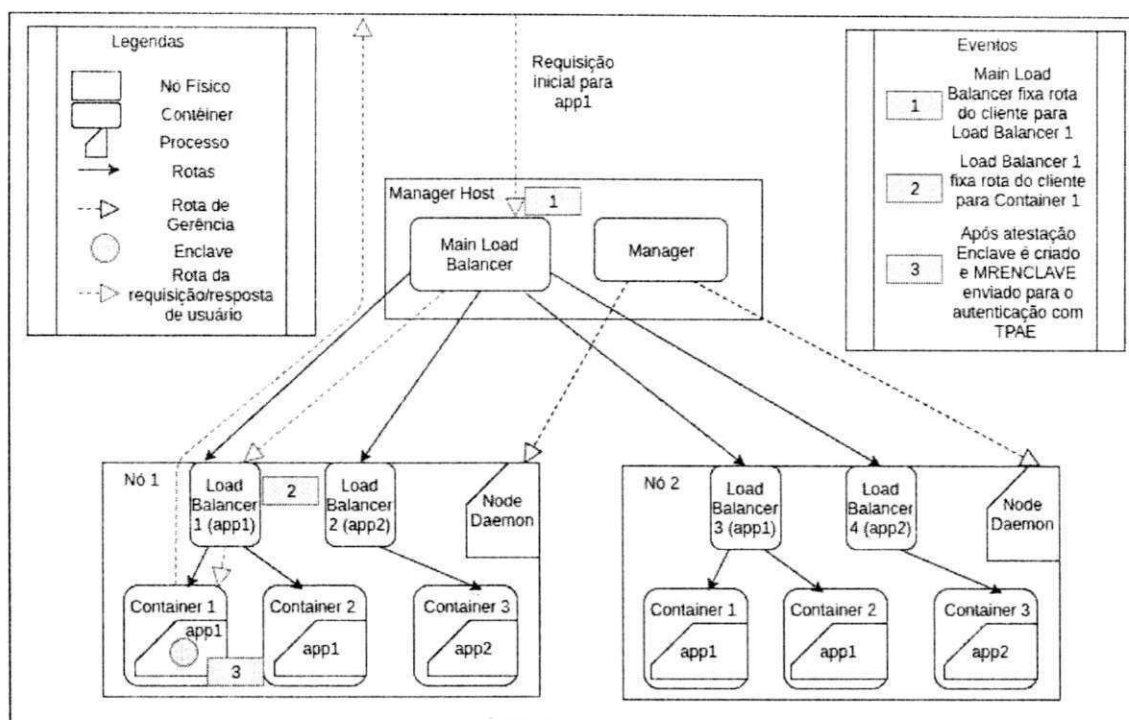 Legendas
Nó Físico
Contêiner
Processo
Rotas
Rota de
Gerência
Enclave
Rota da
requisição/resposta
de usuário
Requisição
inicial para
app1
Eventos
1
Main Load
Balancer fixa rota
do cliente para
Load Balancer 1
2
Load Balancer 1
fixa rota do cliente
para Container 1
3
Após atestação
Enclave é criado
e MRENCLAVE
enviado para o
autenticação com
TPAE
Manager Host
1
Main Load
Balancer
Manager
Nó 1
Load
Balancer
1 (app1)
2
Load
Balancer
2 (app2)
Node
Daemon
Container 1
app1
3
Container 2
app1
Container 3
app2
Nó 2
Load
Balancer
3 (app1)
Load
Balancer
4 (app2)
Node
Daemon
Container 1
app1
Container 2
app1
Container 3
app2